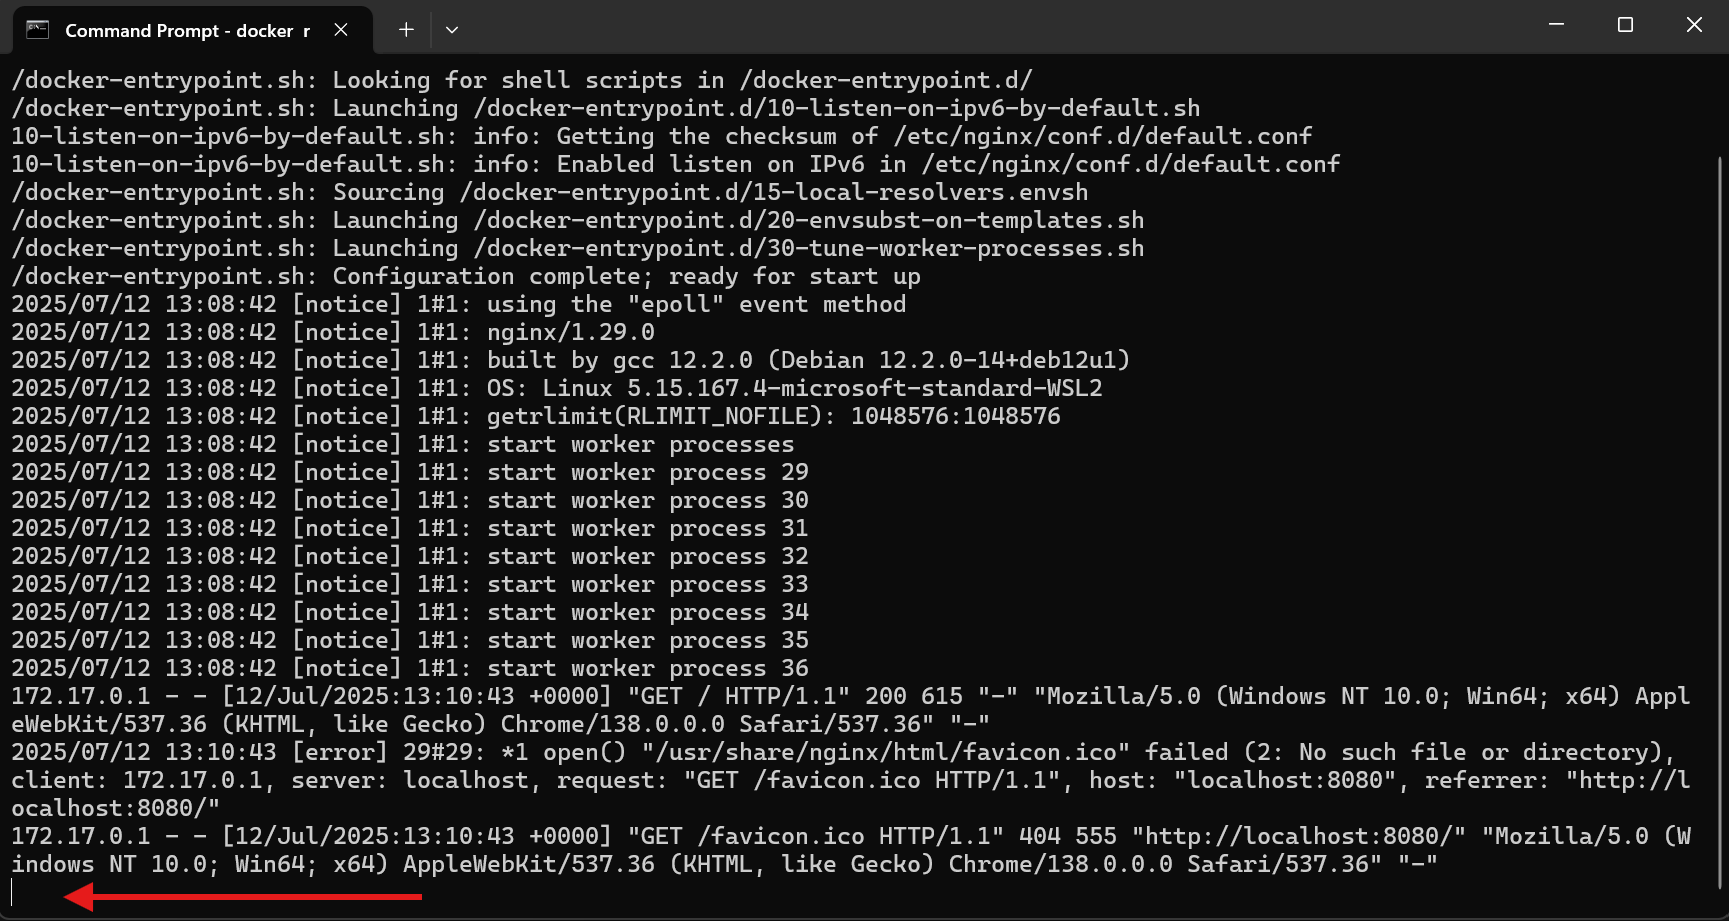 Command Prompt - docker  r
/docker-entrypoint.sh: Looking for shell scripts in /docker-entrypoint.d/
/docker-entrypoint.sh: Launching /docker-entrypoint.d/10-listen-on-ipv6-by-default.sh
10-listen-on-ipv6-by-default.sh: info: Getting the checksum of /etc/nginx/conf.d/default.conf
10-listen-on-ipv6-by-default.sh: info: Enabled listen on IPv6 in /etc/nginx/conf.d/default.conf
/docker-entrypoint.sh: Sourcing /docker-entrypoint.d/15-local-resolvers.envsh
/docker-entrypoint.sh: Launching /docker-entrypoint.d/20-envsubst-on-templates.sh
/docker-entrypoint.sh: Launching /docker-entrypoint.d/30-tune-worker-processes.sh
/docker-entrypoint.sh: Configuration complete; ready for start up
2025/07/12 13:08:42 [notice] 1#1: using the "epoll" event method
2025/07/12 13:08:42 [notice] 1#1: nginx/1.29.0
2025/07/12 13:08:42 [notice] 1#1: built by gcc 12.2.0 (Debian 12.2.0-14+deb12u1)
2025/07/12 13:08:42 [notice] 1#1: OS: Linux 5.15.167.4-microsoft-standard-WSL2
2025/07/12 13:08:42 [notice] 1#1: getrlimit(RLIMIT_NOFILE): 1048576:1048576
2025/07/12 13:08:42 [notice] 1#1: start worker processes
2025/07/12 13:08:42 [notice] 1#1: start worker process 29
2025/07/12 13:08:42 [notice] 1#1: start worker process 30
2025/07/12 13:08:42 [notice] 1#1: start worker process 31
2025/07/12 13:08:42 [notice] 1#1: start worker process 32
2025/07/12 13:08:42 [notice] 1#1: start worker process 33
2025/07/12 13:08:42 [notice] 1#1: start worker process 34
2025/07/12 13:08:42 [notice] 1#1: start worker process 35
2025/07/12 13:08:42 [notice] 1#1: start worker process 36
172.17.0.1 - - [12/Jul/2025:13:10:43 +0000] "GET / HTTP/1.1" 200 615 "-" "Mozilla/5.0 (Windows NT 10.0; Win64; x64) Appl
eWebKit/537.36 (KHTML, like Gecko) Chrome/138.0.0.0 Safari/537.36" "-"
2025/07/12 13:10:43 [error] 29#29: *1 open() "/usr/share/nginx/html/favicon.ico" failed (2: No such file or directory),
client: 172.17.0.1, server: localhost, request: "GET /favicon.ico HTTP/1.1", host: "localhost:8080", referrer: "http://l
ocalhost:8080/"
172.17.0.1 - - [12/Jul/2025:13:10:43 +0000] "GET /favicon.ico HTTP/1.1" 404 555 "http://localhost:8080/" "Mozilla/5.0 (W
indows NT 10.0; Win64; x64) AppleWebKit/537.36 (KHTML, like Gecko) Chrome/138.0.0.0 Safari/537.36" "-"